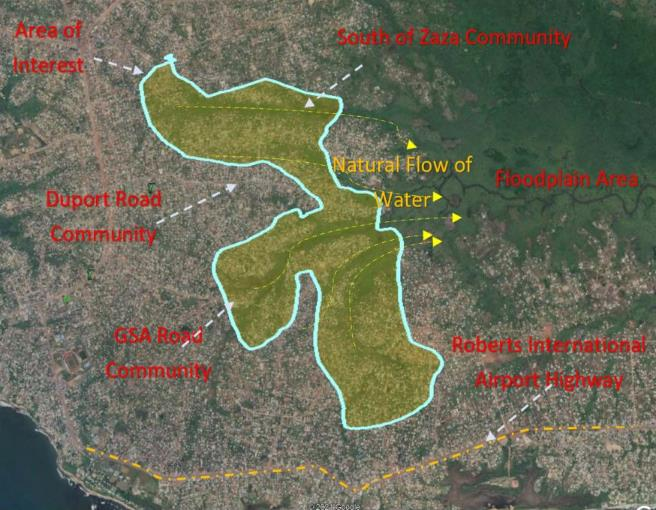 Area of
Interest
South of Zaza Community
Natural Flow of
Water
Floodplain Area
Duport Road
Community
GSA Road
Community
Roberts International
Airport Highway